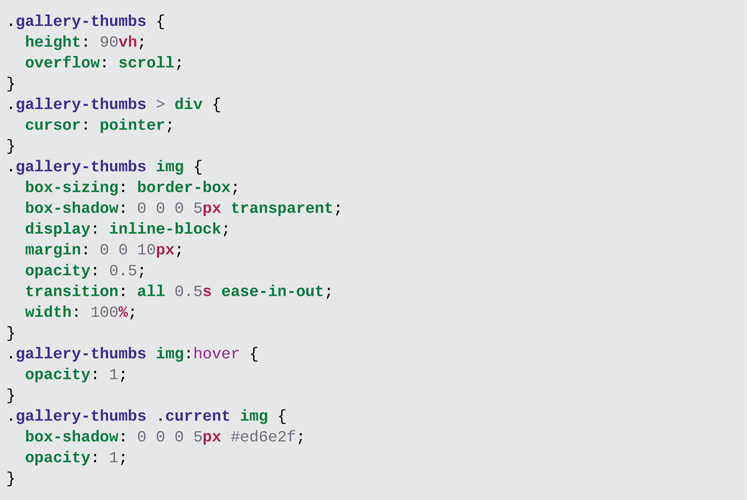 .gallery-thumbs {
  height: 90vh;
  overflow: scroll;
}
.gallery-thumbs > div {
  cursor: pointer;
}
.gallery-thumbs img {
  box-sizing: border-box;
  box-shadow: 0 0 0 5px transparent;
  display: inline-block;
  margin: 0 0 10px;
  opacity: 0.5;
  transition: all 0.5s ease-in-out;
  width: 100%;
}
.gallery-thumbs img:hover {
  opacity: 1;
}
.gallery-thumbs .current img {
  box-shadow: 0 0 0 5px #ed6e2f;
  opacity: 1;
}